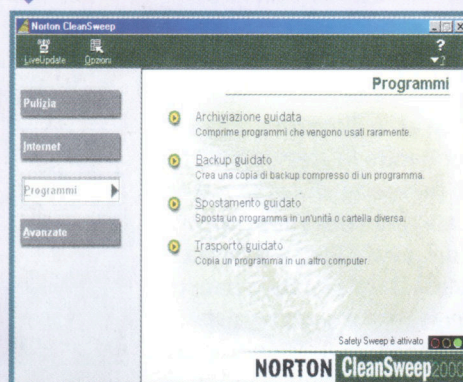 Norton CleanSweep
LiveUpdate Opzioni
?
Programmi
Pulizia
Internet
Programmi
Avanzate
Archiviazione guidata
Comprime programmi che vengono usati raramente.
Backup guidato
Crea una copia di backup compresso di un programma.
Spostamento guidato
Sposta un programma in un'unità o cartella diversa.
Trasporto guidato
Copia un programma in un altro computer
Safety Sweep è attivato
NORTON CleanSweep 2000